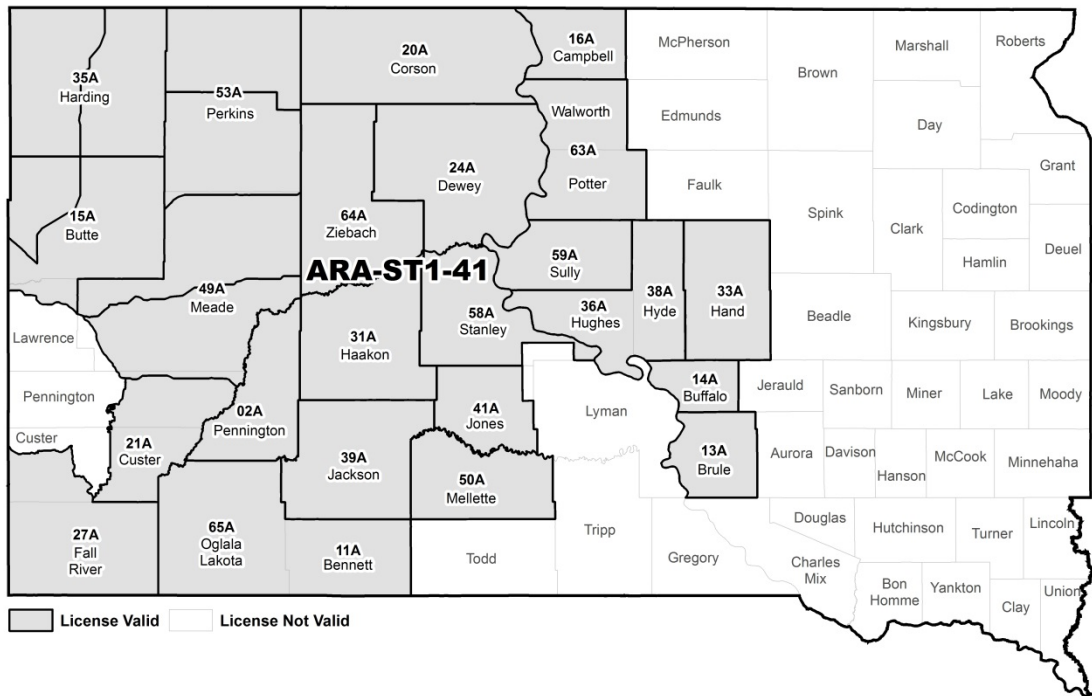 35A
Harding
53A
Perkins
20A
Corson
16A
Campbell
McPherson
Brown
Marshall
Roberts
Walworth
Edmunds
Day
Grant
24A
Dewey
63A
Potter
Faulk
15A
Butte
64A
Ziebach
Spink
Clark
Codington
Deuel
Hamlin
59A
Sully
ARA-ST1-41
49A
Meade
31A
Haakon
58A
Stanley
36A
Hughes
38A
Hyde
33A
Hand
Beadle
Kingsbury
Brookings
Lawrence
Pennington
Custer
21A
Custer
02A
Pennington
41A
Jones
Lyman
14A
Buffalo
Jerauld
Sanborn
Miner
Lake
Moody
39A
Jackson
50A
Mellette
13A
Brule
Aurora
Davison
Hanson
McCook
Minnehaha
27A
Fall
River
65A
Oglala
Lakota
11A
Bennett
Todd
Tripp
Gregory
Douglas
Charles
Mix
Hutchinson
Turner
Lincoln
Bon
Homme
Yankton
Clay
Union
License Valid
License Not Valid